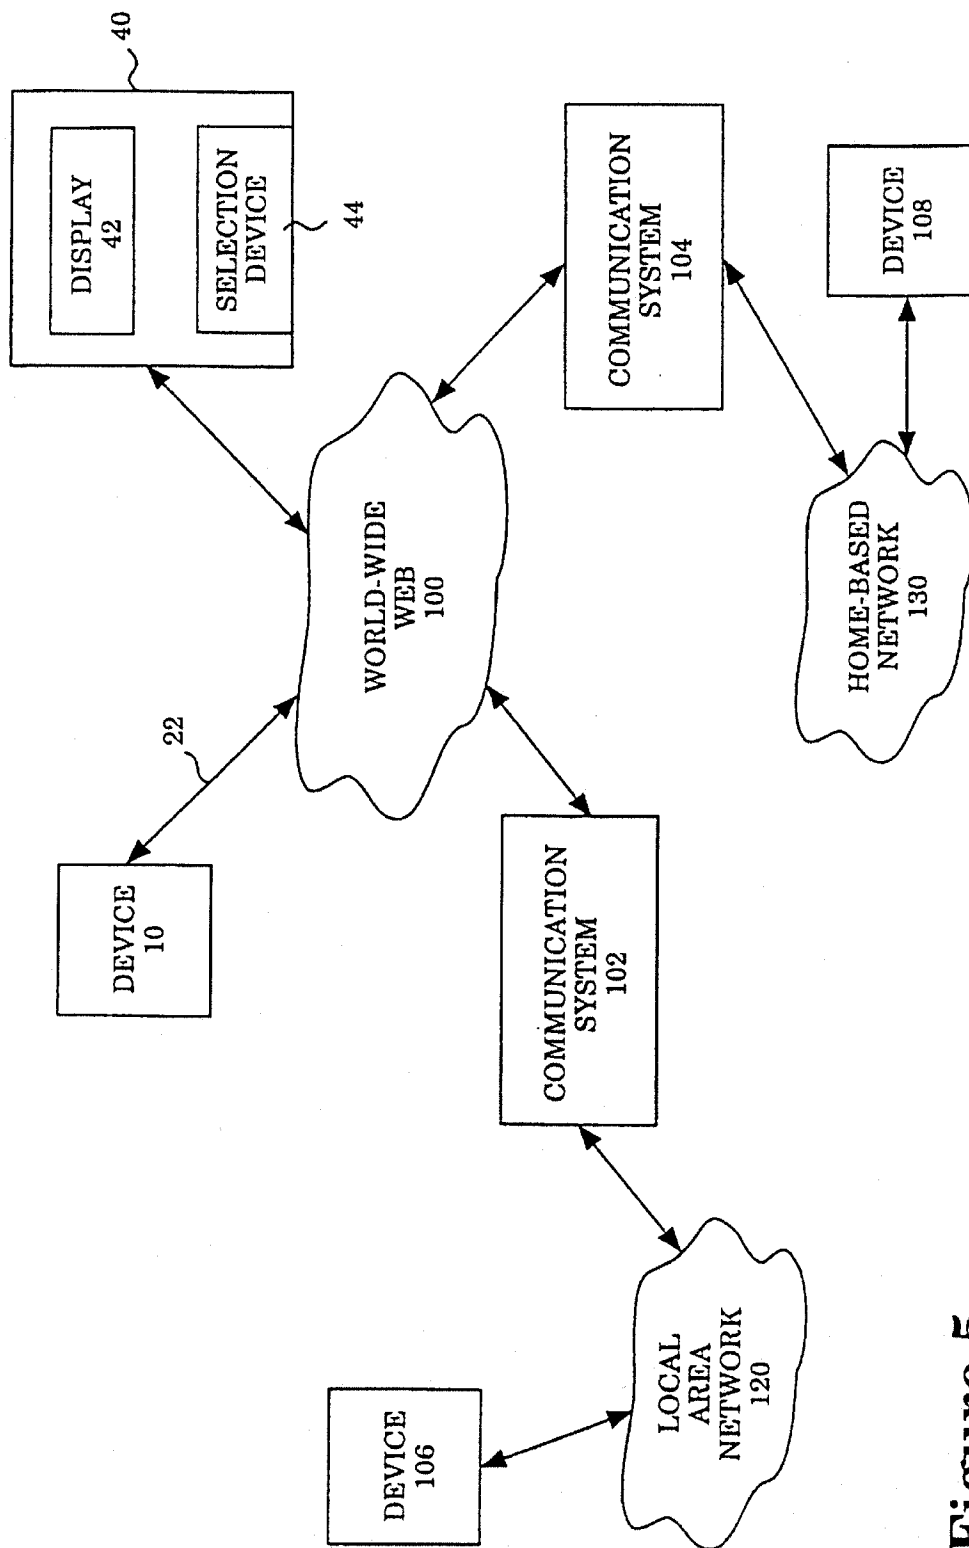 40
DISPLAY
42
SELECTION
DEVICE
44
22
DEVICE
10
WORLD-WIDE
WEB
100
COMMUNICATION
SYSTEM
104
DEVICE
108
COMMUNICATION
SYSTEM
102
HOME-BASED
NETWORK
130
DEVICE
106
LOCAL
AREA
NETWORK
120
Figure 5